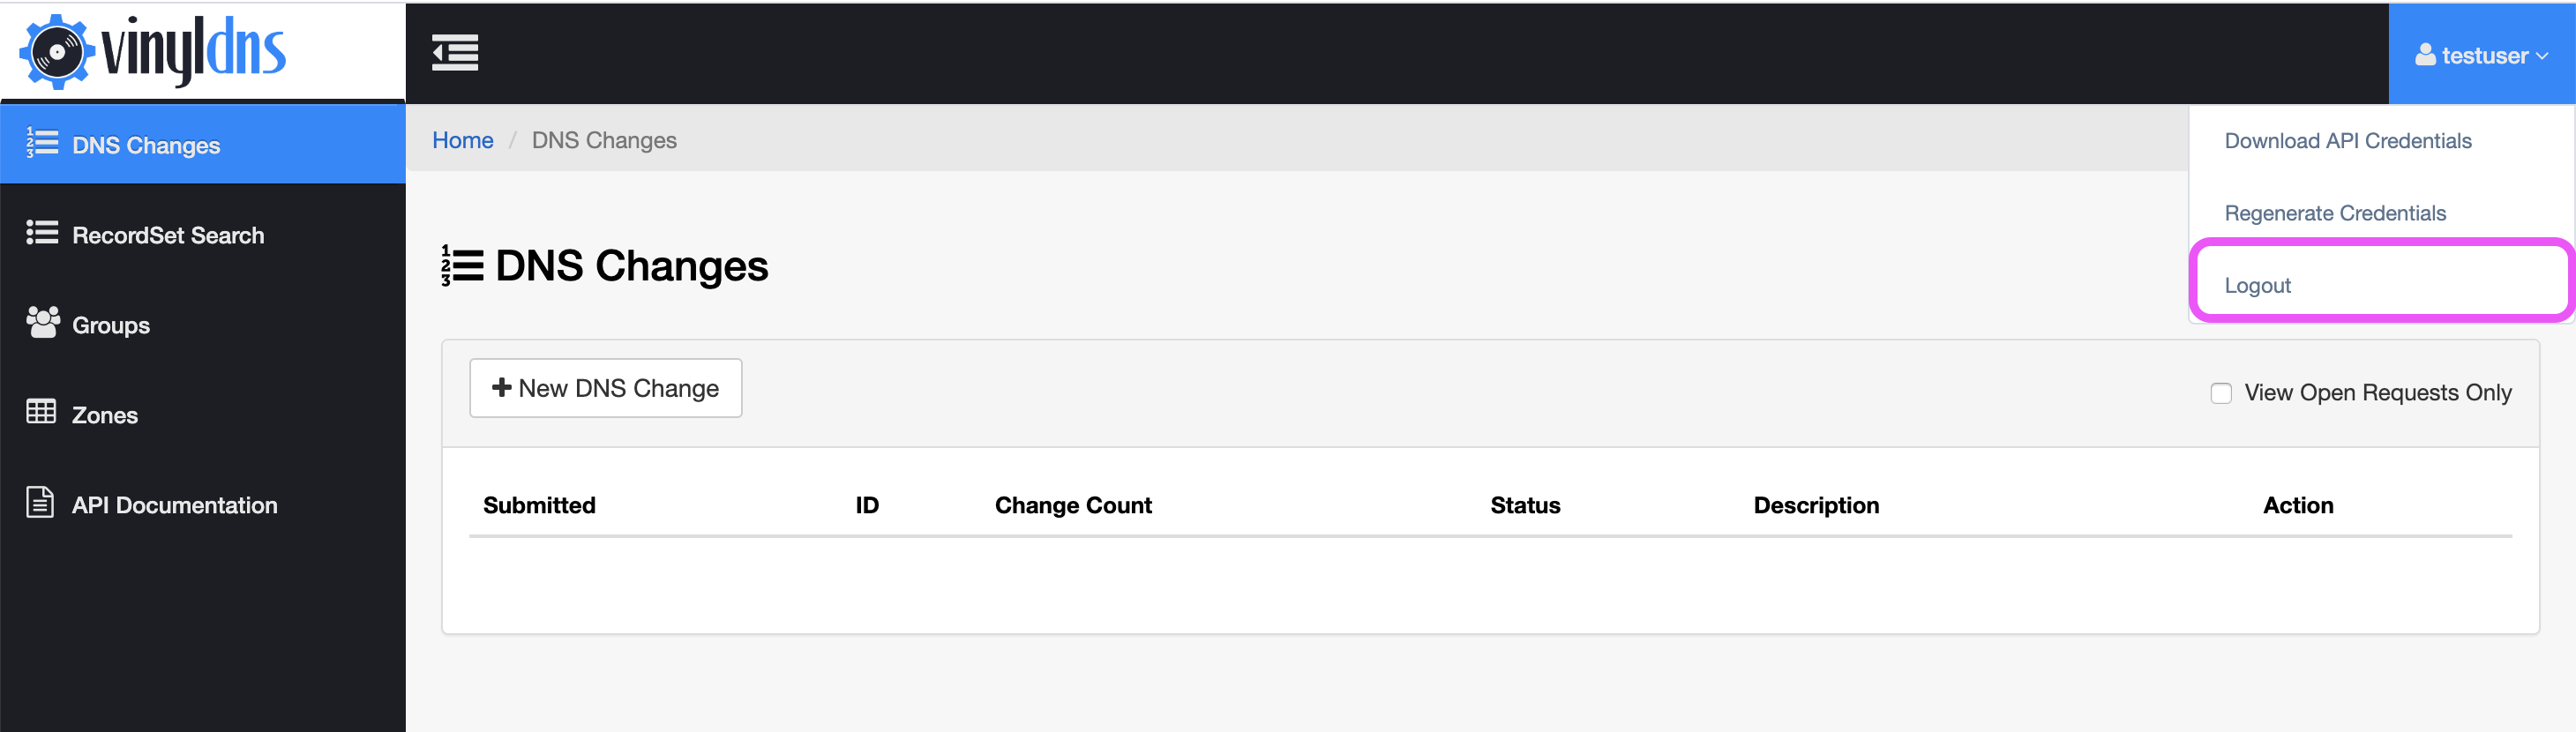 vinyldns
testuser
DNS Changes
RecordSet Search
Groups
Zones
API Documentation
Home / DNS Changes
Download API Credentials
Regenerate Credentials
Logout
DNS Changes
New DNS Change
View Open Requests Only
Submitted ID Change Count Status Description Action